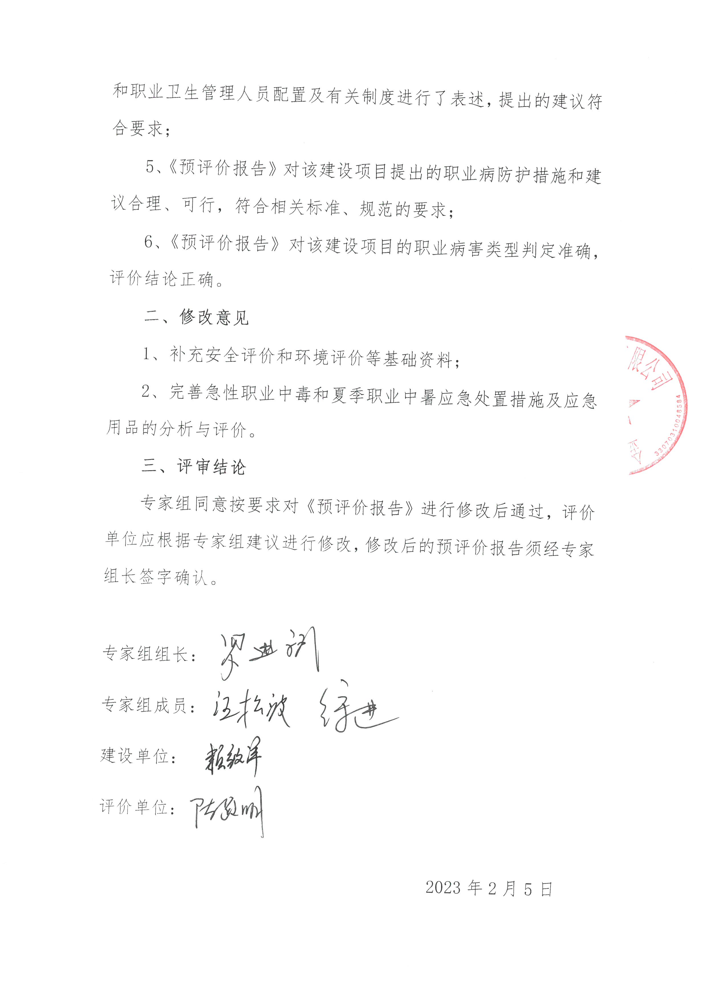 和职业卫生管理人员配置及有关制度进行了表述，提出的建议符
合要求；
5、《预评价报告》对该建设项目提出的职业病防护措施和建
议合理、可行，符合相关标准、规范的要求；
6、《预评价报告》对该建设项目的职业病害类型判定准确，
评价结论正确。
二、修改意见
1、补充安全评价和环境评价等基础资料；
2、完善急性职业中毒和夏季职业中暑应急处置措施及应急
用品的分析与评价。
三、评审结论
专家组同意按要求对《预评价报告》进行修改后通过，评价
单位应根据专家组建议进行修改，修改后的预评价报告须经专家
组长签字确认。
专家组组长：
专家组成员：汪松波
建设单位：
评价单位：
2023年2月5日
限公司
33070310048584